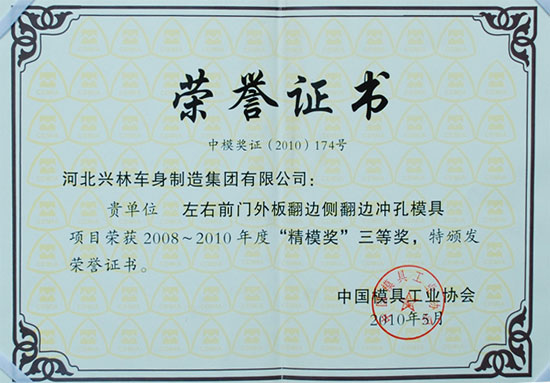 荣誉证书
中模奖证（2010）174号
河北兴林车身制造集团有限公司：
贵单位 左右前门外板翻边侧翻边冲孔模具
项目荣获2008～2010年度“精模奖”三等奖，特颁发
荣誉证书。
中国模具工业协会
2010年5月